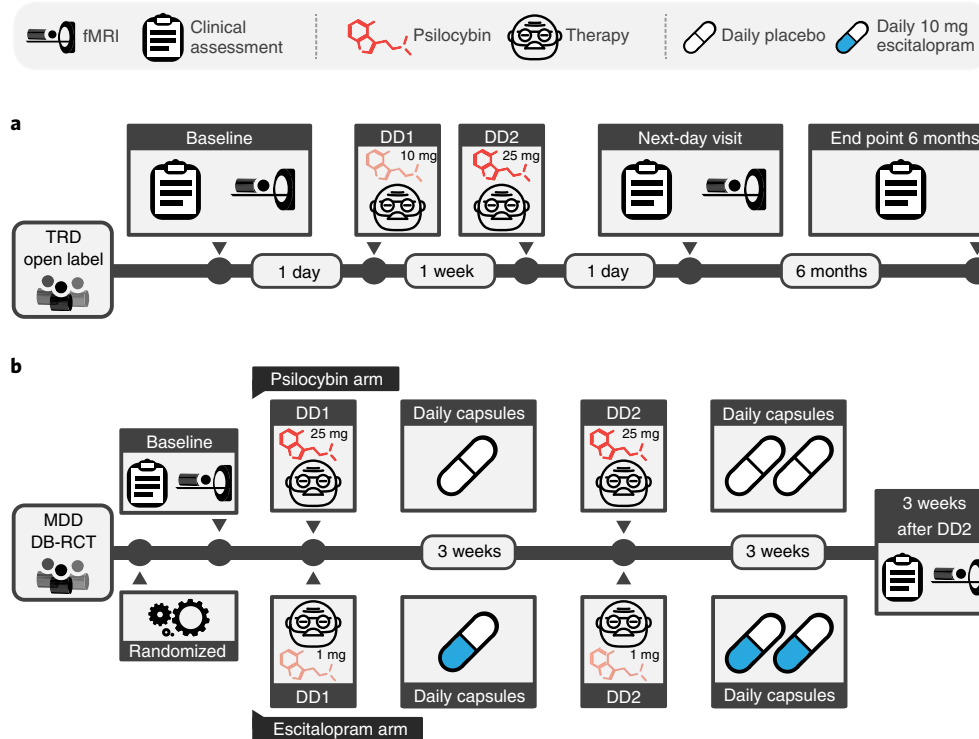 fMRI
Clinical
assessment
Psilocybin
Therapy
Daily placebo
Daily 10 mg
escitalopram
a
Baseline
DD1
10 mg
DD2
25 mg
Next-day visit
End point 6 months
TRD
open label
1 day
1 week
1 day
6 months
b
Psilocybin arm
Baseline
DD1
25 mg
Daily capsules
DD2
25 mg
Daily capsules
MDD
DB-RCT
3 weeks
3 weeks
3 weeks
after DD2
Randomized
1 mg
DD1
Daily capsules
1 mg
DD2
Daily capsules
Escitalopram arm